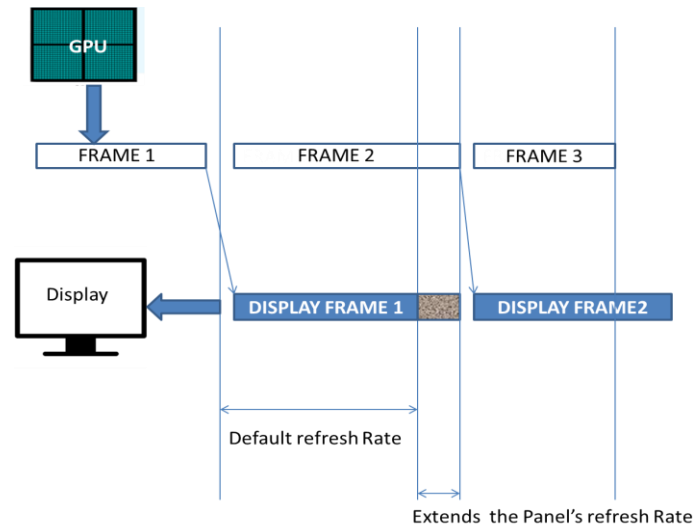 GPU
FRAME 1
FRAME 2
FRAME 3
Display
DISPLAY FRAME 1
DISPLAY FRAME2
Default refresh Rate
Extends the Panel's refresh Rate